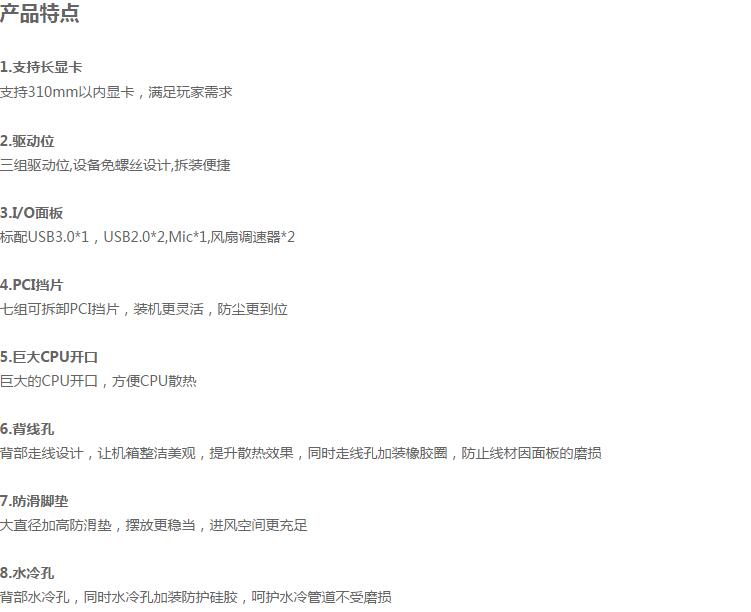 产品特点
1.支持长显卡
支持310mm以内显卡，满足玩家需求
2.驱动位
三组驱动位,设备免螺丝设计,拆装便捷
3.I/O面板
标配USB3.0*1，USB2.0*2,Mic*1,风扇调速器*2
4.PCI挡片
七组可拆卸PCI挡片，装机更灵活，防尘更到位
5.巨大CPU开口
巨大的CPU开口，方便CPU散热
6.背线孔
背部走线设计，让机箱整洁美观，提升散热效果，同时走线孔加装橡胶圈，防止线材因面板的磨损
7.防滑脚垫
大直径加高防滑垫，摆放更稳当，进风空间更充足
8.水冷孔
背部水冷孔，同时水冷孔加装防护硅胶，呵护水冷管道不受磨损